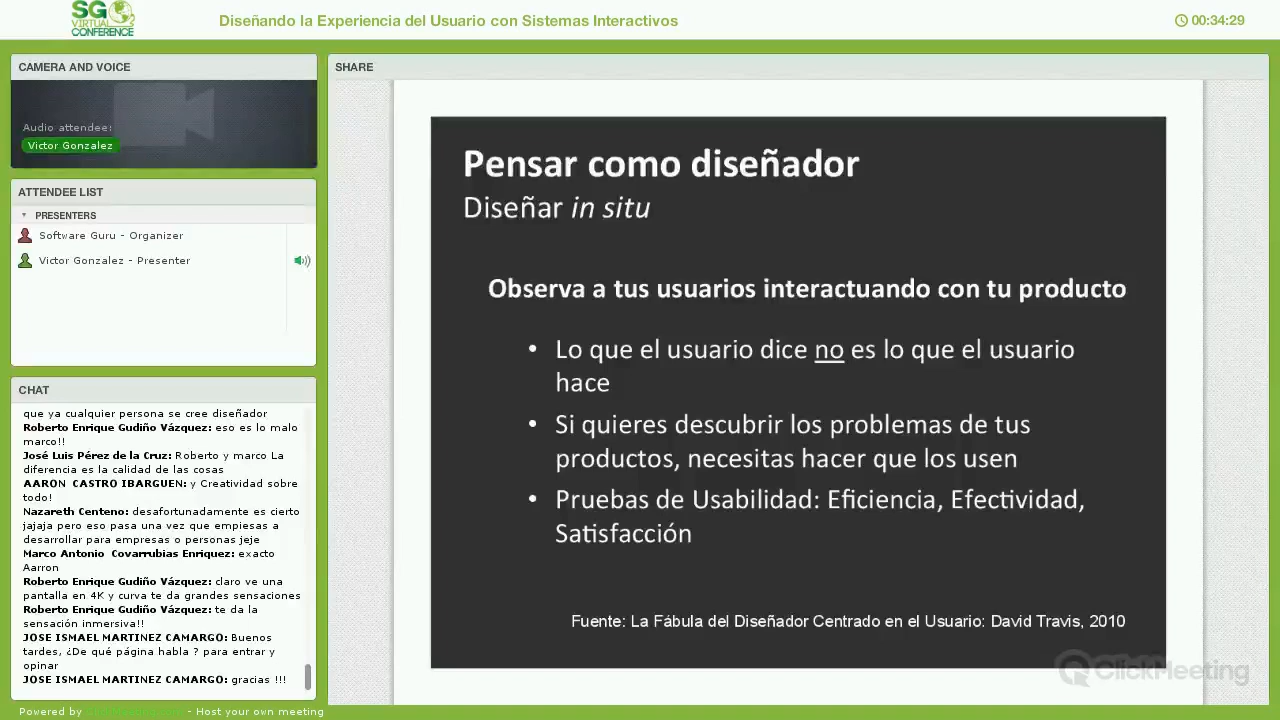 SG
VIRTUAL
CONFERENCE
Diseñando la Experiencia del Usuario con Sistemas Interactivos
00:34:29
CAMERA AND VOICE
Audio attendee:
Victor Gonzalez
ATTENDEE LIST
PRESENTERS
Software Guru - Organizer
Victor Gonzalez - Presenter
CHAT
que ya cualquier persona se cree diseñador
Roberto Enrique Gudiño Vázquez: eso es lo malo
marco!!
José Luis Pérez de la Cruz: Roberto y marco La
diferencia es la calidad de las cosas
AARON CASTRO IBARGUEN: y Creatividad sobre
todo!
Nazareth Centeno: desafortunadamente es cierto
jajaja pero eso pasa una vez que empiesas a
desarrollar para empresas o personas jeje
Marco Antonio Covarrubias Enriquez: exacto
Aarron
Roberto Enrique Gudiño Vázquez: claro ve una
pantalla en 4K y curva te da grandes sensaciones
Roberto Enrique Gudiño Vázquez: te da la
sensación inmersiva!!
JOSE ISMAEL MARTINEZ CAMARGO: Buenos
tardes, ¿De qué página habla ? para entrar y
opinar
JOSE ISMAEL MARTINEZ CAMARGO: gracias !!!
Powered by - Host your own meeting
SHARE
Pensar como diseñador
Diseñar in situ
Observa a tus usuarios interactuando con tu producto
• Lo que el usuario dice no es lo que el usuario
hace
• Si quieres descubrir los problemas de tus
productos, necesitas hacer que los usen
• Pruebas de Usabilidad: Eficiencia, Efectividad,
Satisfacción
Fuente: La Fábula del Diseñador Centrado en el Usuario: David Travis, 2010
ClickMeeting